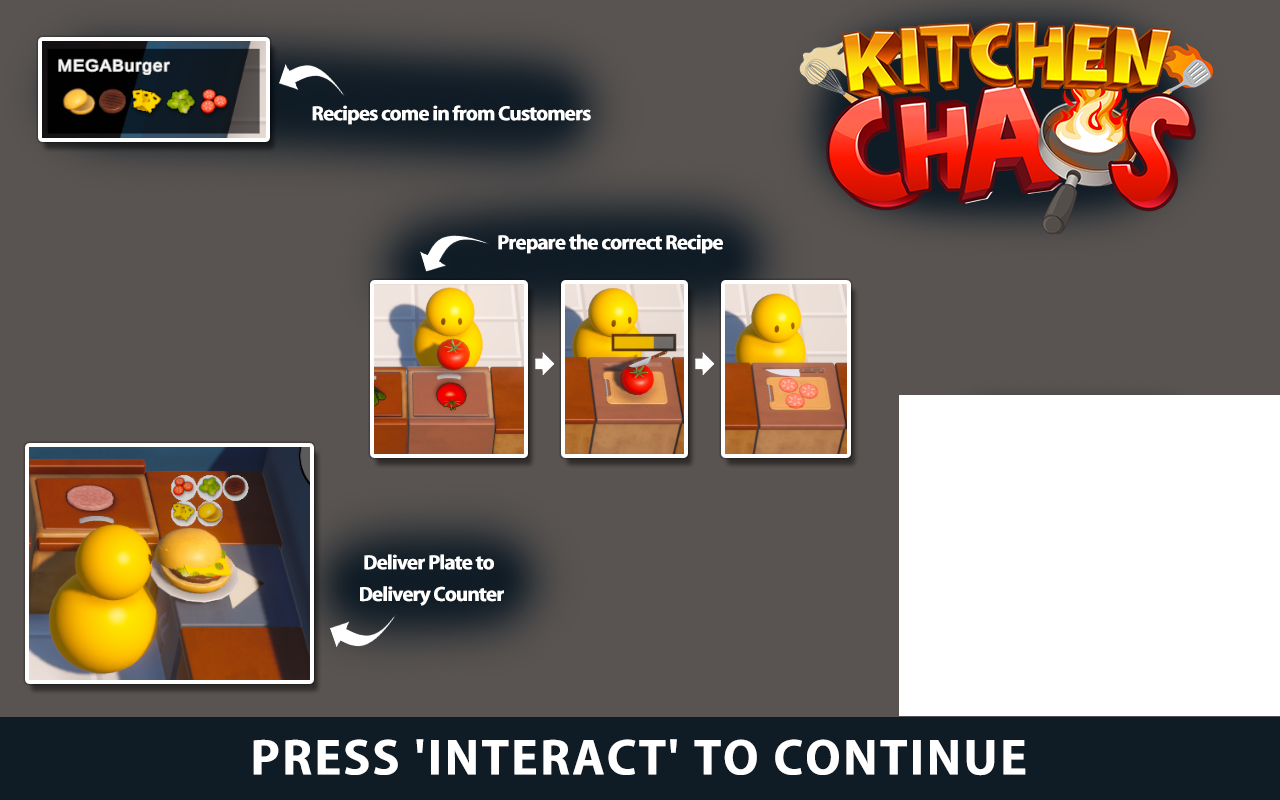 MEGABurger
Recipes come in from Customers
KITCHEN
CHAOS
Prepare the correct Recipe
Deliver Plate to
Delivery Counter
PRESS 'INTERACT' TO CONTINUE